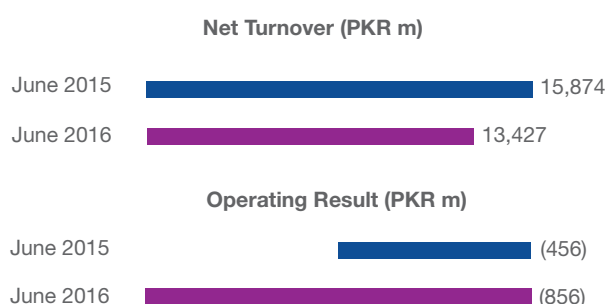 Net Turnover (PKR m)
June 2015 15,874
June 2016 13,427
Operating Result (PKR m)
June 2015 (456)
June 2016 (856)